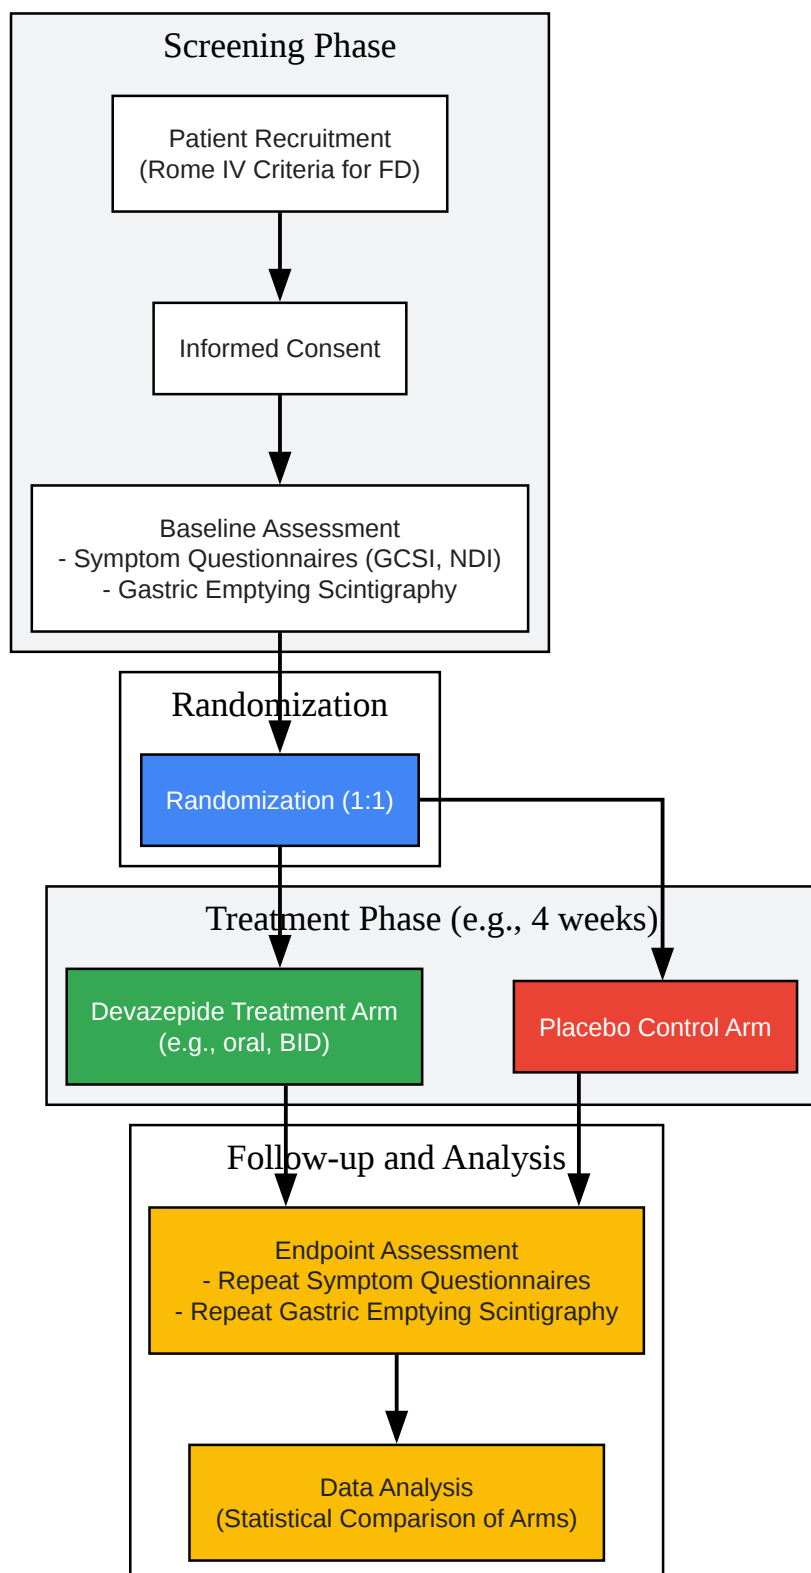 Screening Phase
Patient Recruitment
(Rome IV Criteria for FD)
Informed Consent
Baseline Assessment
- Symptom Questionnaires (GCSI, NDI)
- Gastric Emptying Scintigraphy
Randomization
Randomization (1:1)
Treatment Phase (e.g., 4 weeks)
Devazepide Treatment Arm
(e.g., oral, BID)
Placebo Control Arm
Follow-up and Analysis
Endpoint Assessment
- Repeat Symptom Questionnaires
- Repeat Gastric Emptying Scintigraphy
Data Analysis
(Statistical Comparison of Arms)